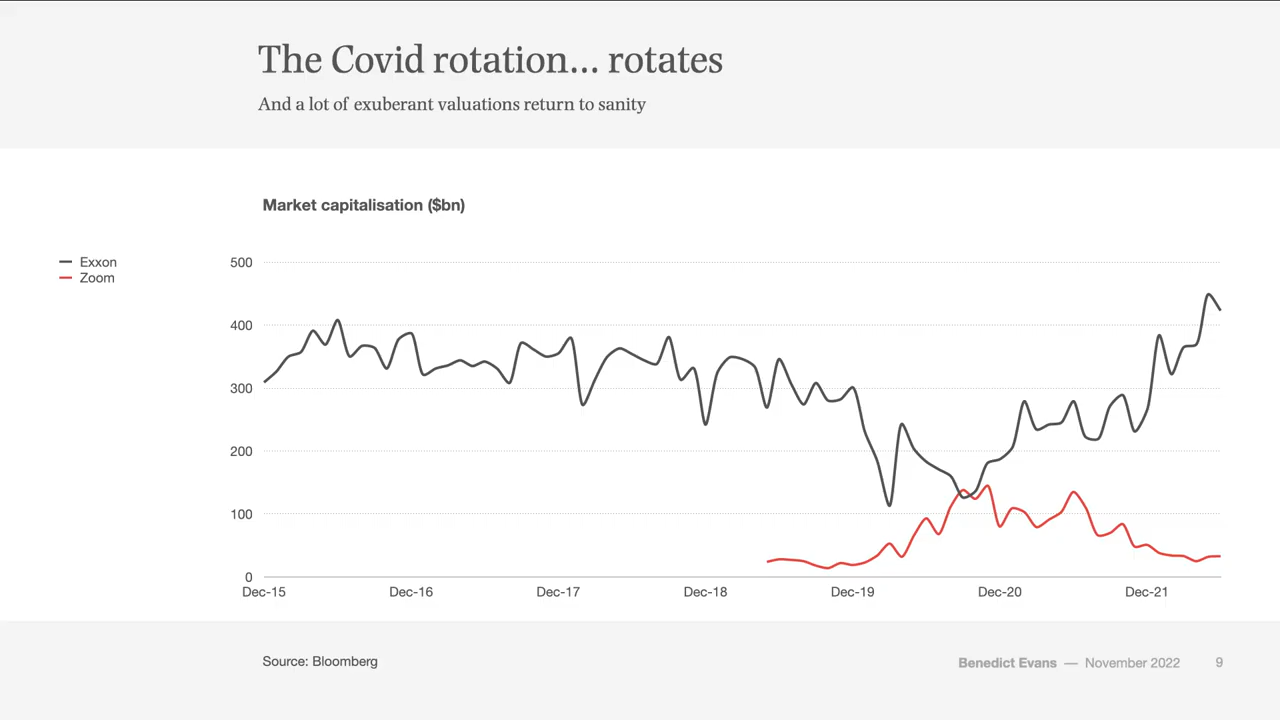 The Covid rotation... rotates
And a lot of exuberant valuations return to sanity
Market capitalisation ($bn)
Exxon
Zoom
500
400
300
200
100
0
Dec-15 Dec-16 Dec-17 Dec-18 Dec-19 Dec-20 Dec-21
Source: Bloomberg
Benedict Evans — November 2022 9